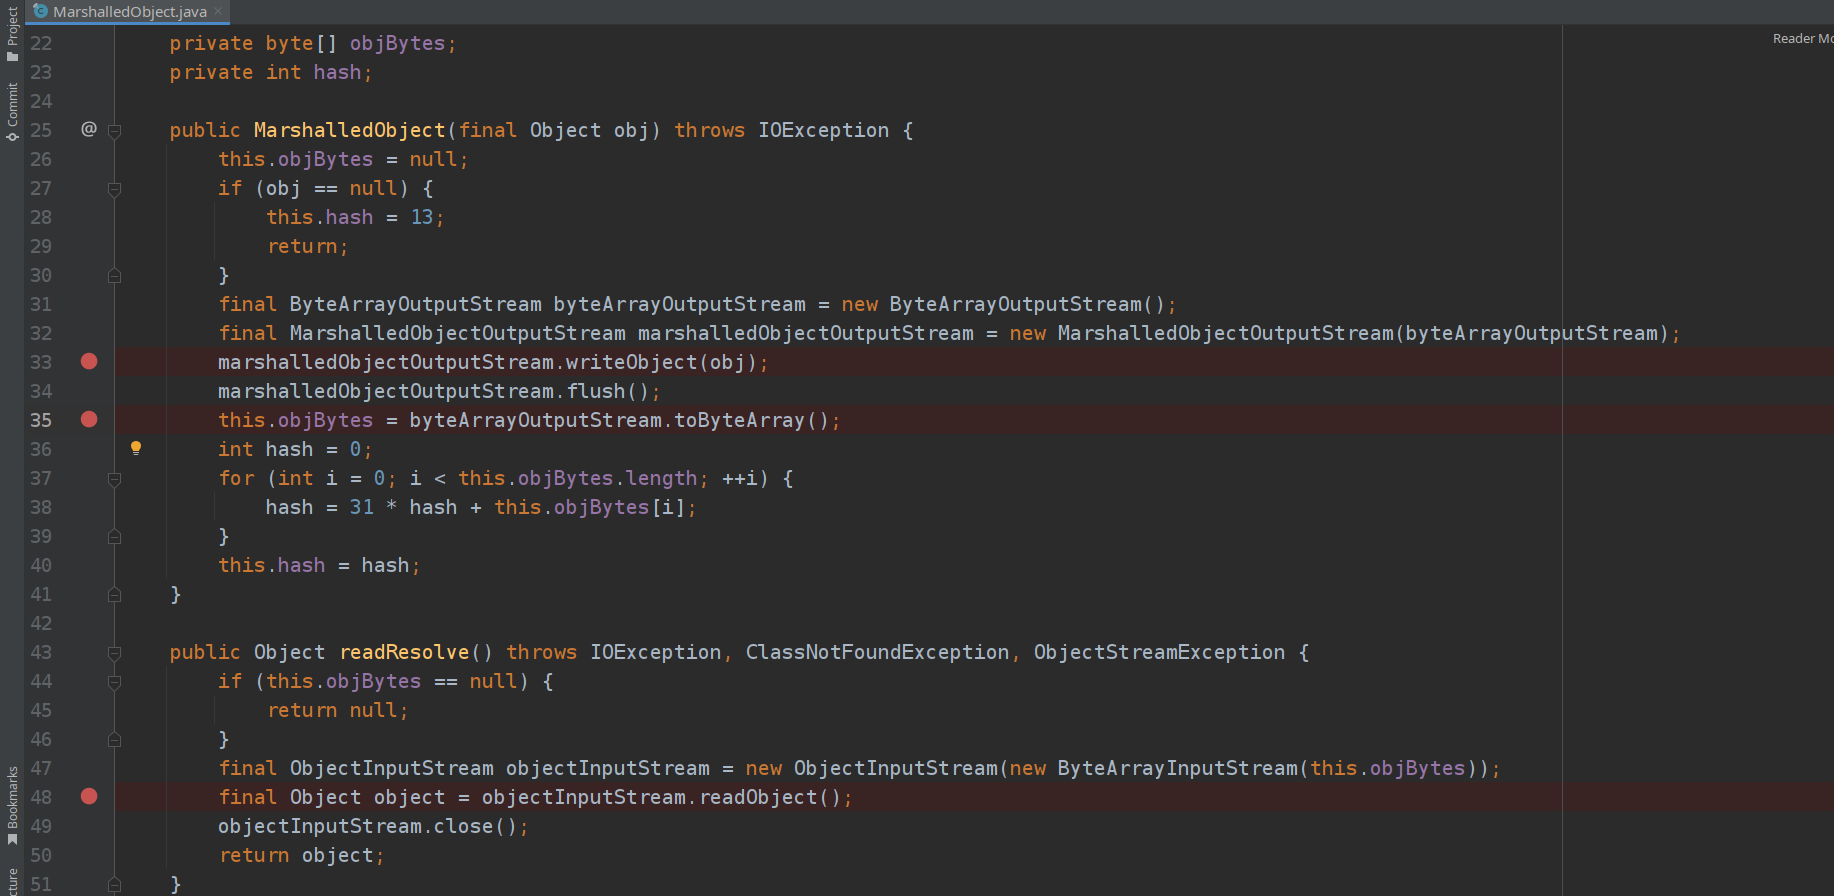 MarshalledObject.java
Project
Commit
Bookmarks
Reader Mo
22 private byte[] objBytes;
23 private int hash;
24
25 @ public MarshalledObject(final Object obj) throws IOException {
26 this.objBytes = null;
27 if (obj == null) {
28 this.hash = 13;
29 return;
30 }
31 final ByteArrayOutputStream byteArrayOutputStream = new ByteArrayOutputStream();
32 final MarshalledObjectOutputStream marshalledObjectOutputStream = new MarshalledObjectOutputStream(byteArrayOutputStream);
33 marshalledObjectOutputStream.writeObject(obj);
34 marshalledObjectOutputStream.flush();
35 this.objBytes = byteArrayOutputStream.toByteArray();
36 int hash = 0;
37 for (int i = 0; i < this.objBytes.length; ++i) {
38 hash = 31 * hash + this.objBytes[i];
39 }
40 this.hash = hash;
41 }
42
43 public Object readResolve() throws IOException, ClassNotFoundException, ObjectStreamException {
44 if (this.objBytes == null) {
45 return null;
46 }
47 final ObjectInputStream objectInputStream = new ObjectInputStream(new ByteArrayInputStream(this.objBytes));
48 final Object object = objectInputStream.readObject();
49 objectInputStream.close();
50 return object;
51 }
cture